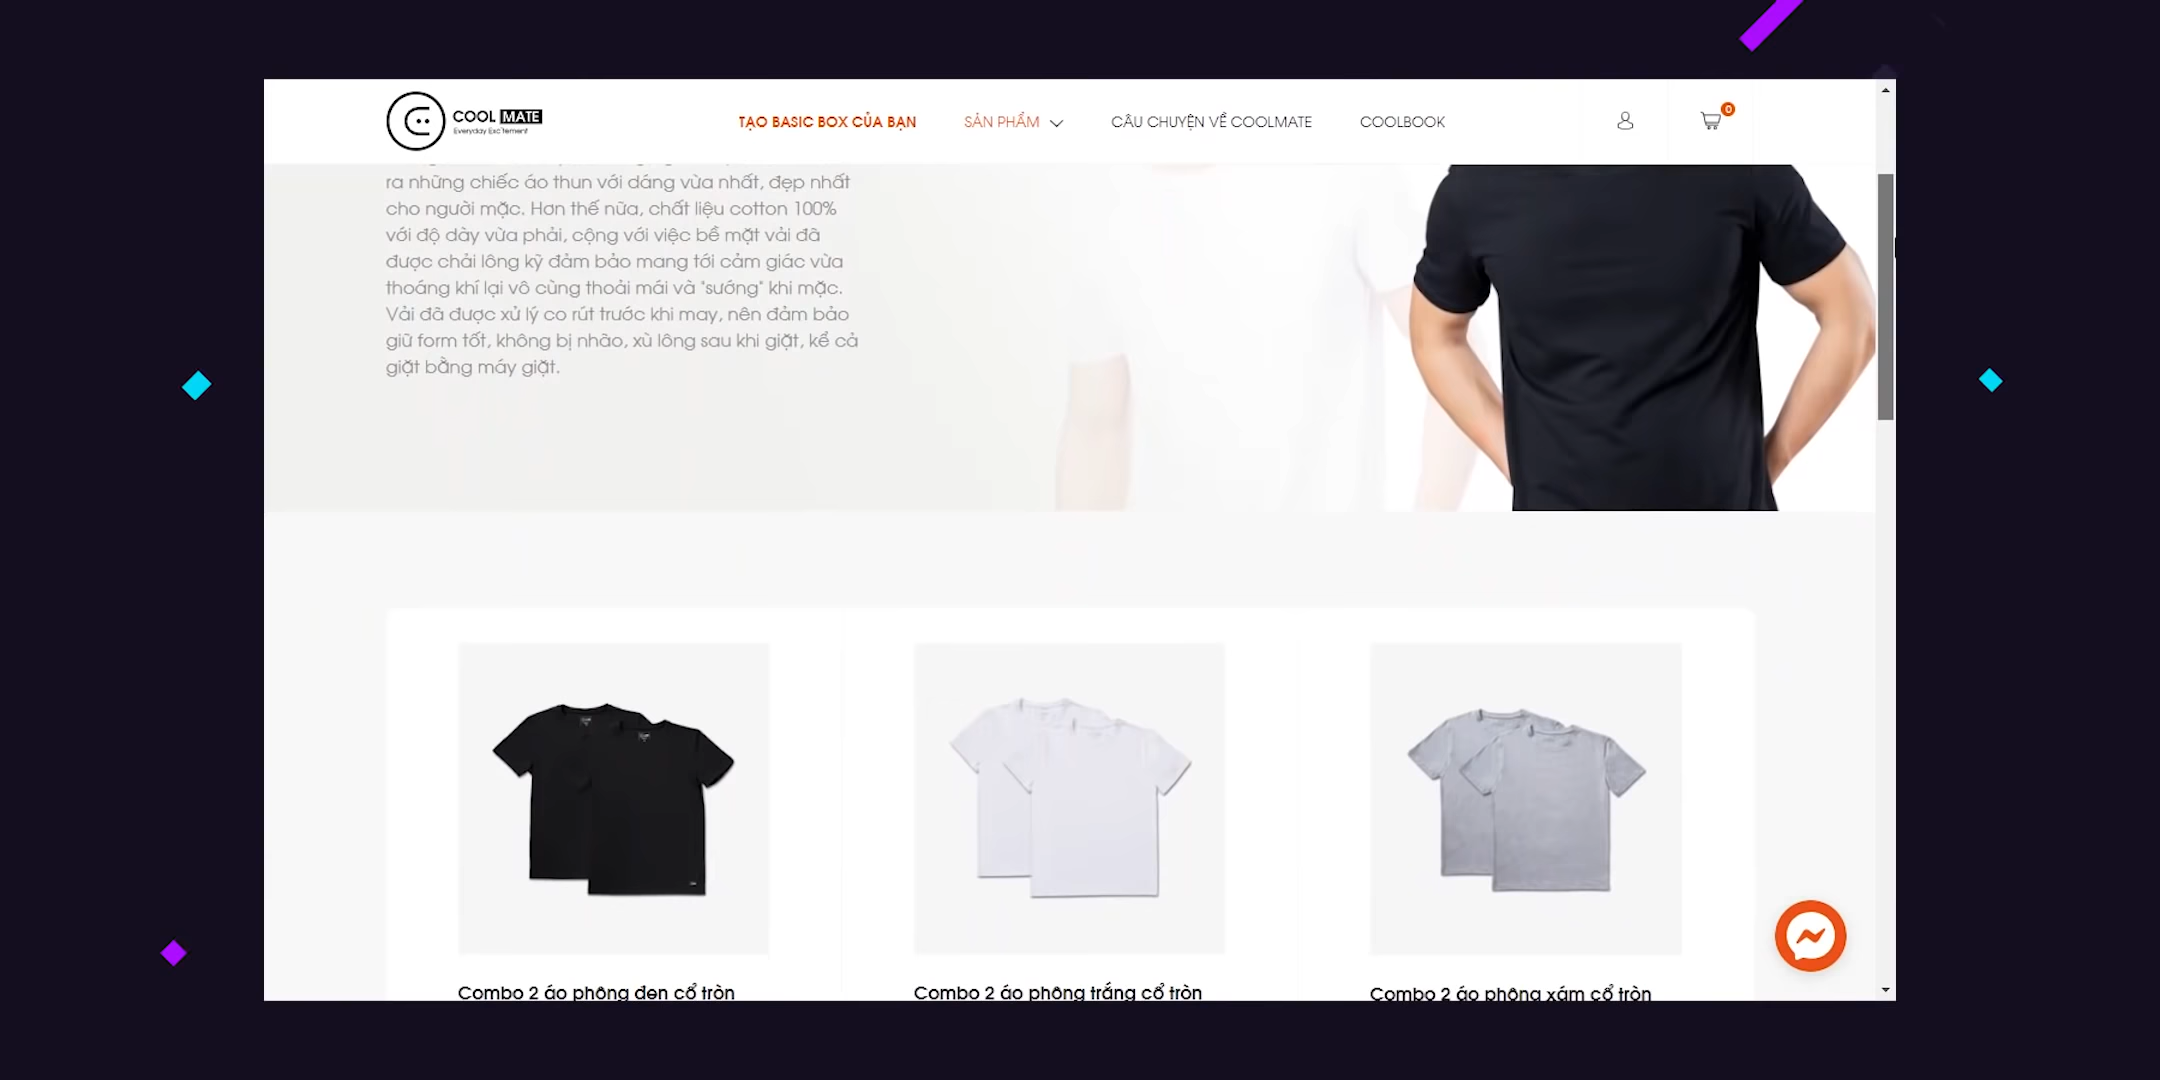 COOL MATE
Everyday Exc:tement
TẠO BASIC BOX CỦA BẠN
SẢN PHẨM
CÂU CHUYỆN VỀ COOLMATE
COOLBOOK
0
ra những chiếc áo thun với dáng vừa nhất, đẹp nhất
cho người mặc. Hơn thế nữa, chất liệu cotton 100%
với độ dày vừa phải, cộng với việc bề mặt vải đã
được chải lông kỹ đảm bảo mang tới cảm giác vừa
thoáng khí lại vô cùng thoải mái và "sướng" khi mặc.
Vải đã được xử lý co rút trước khi may, nên đảm bảo
giữ form tốt, không bị nhão, xù lông sau khi giặt, kể cả
giặt bằng máy giặt.
Combo 2 áo phông đen cổ tròn
Combo 2 áo phông trắng cổ tròn
Combo 2 áo phông xám cổ tròn